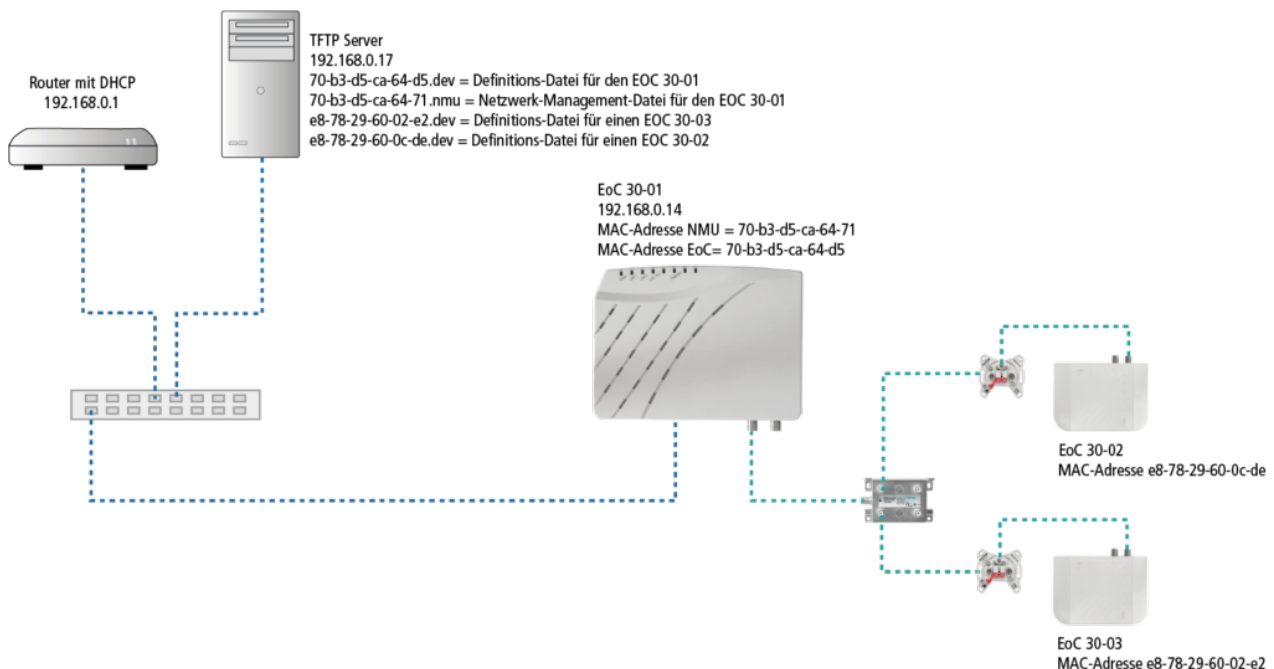 TFTP Server
192.168.0.17
70-b3-d5-ca-64-d5.dev = Definitions-Datei für den EOC 30-01
70-b3-d5-ca-64-71.nmu = Netzwerk-Management-Datei für den EOC 30-01
e8-78-29-60-02-e2.dev = Definitions-Datei für einen EOC 30-03
e8-78-29-60-0c-de.dev = Definitions-Datei für einen EOC 30-02
Router mit DHCP
192.168.0.1
EoC 30-01
192.168.0.14
MAC-Adresse NMU = 70-b3-d5-ca-64-71
MAC-Adresse EoC= 70-b3-d5-ca-64-d5
EoC 30-02
MAC-Adresse e8-78-29-60-0c-de
EoC 30-03
MAC-Adresse e8-78-29-60-02-e2